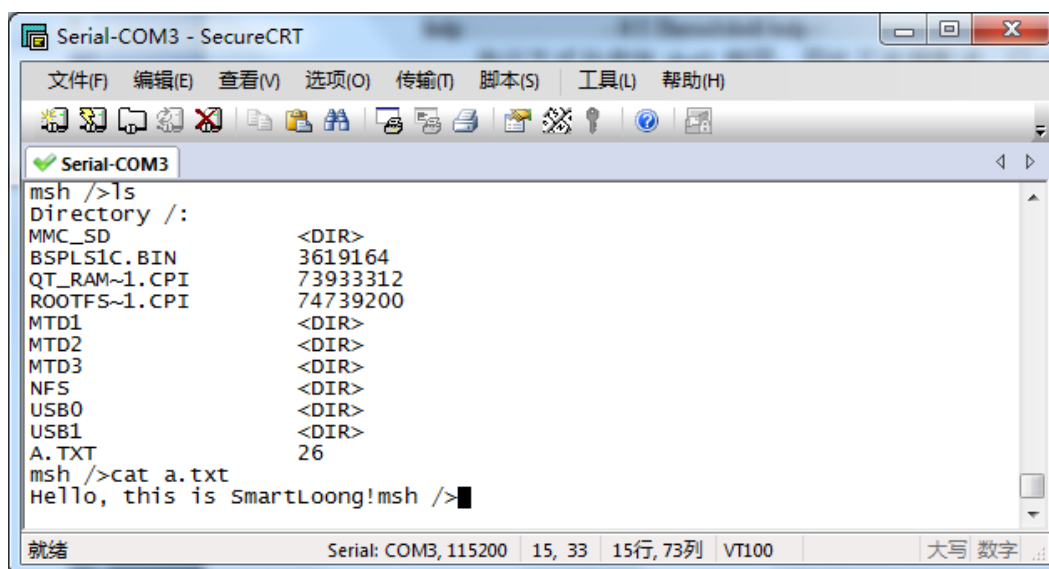 Serial-COM3 - SecureCRT
文件(F) 编辑(E) 查看(V) 选项(O) 传输(T) 脚本(S) 工具(L) 帮助(H)
Serial-COM3
msh />ls
Directory /:
MMC_SD <DIR>
BSPLS1C.BIN 3619164
QT_RAM~1.CPI 73933312
ROOTFS~1.CPI 74739200
MTD1 <DIR>
MTD2 <DIR>
MTD3 <DIR>
NFS <DIR>
USB0 <DIR>
USB1 <DIR>
A.TXT 26
msh />cat a.txt
Hello, this is SmartLoong!msh />
就绪 Serial: COM3, 115200 15, 33 15行, 73列 VT100 大写 数字